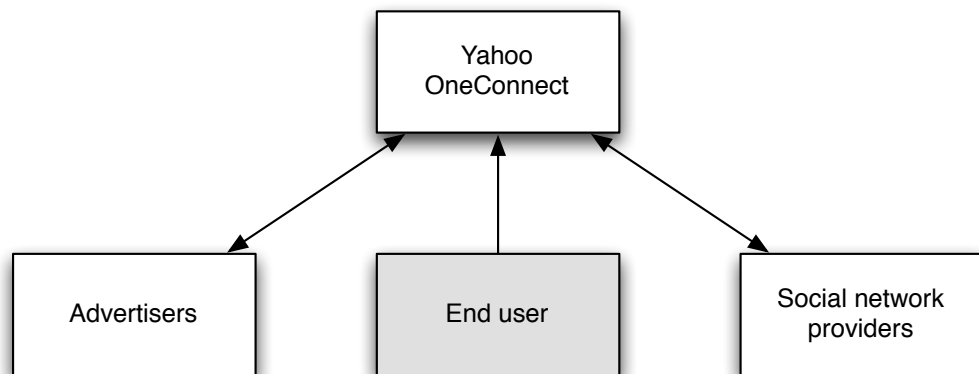 Yahoo
OneConnect
Advertisers
End user
Social network
providers